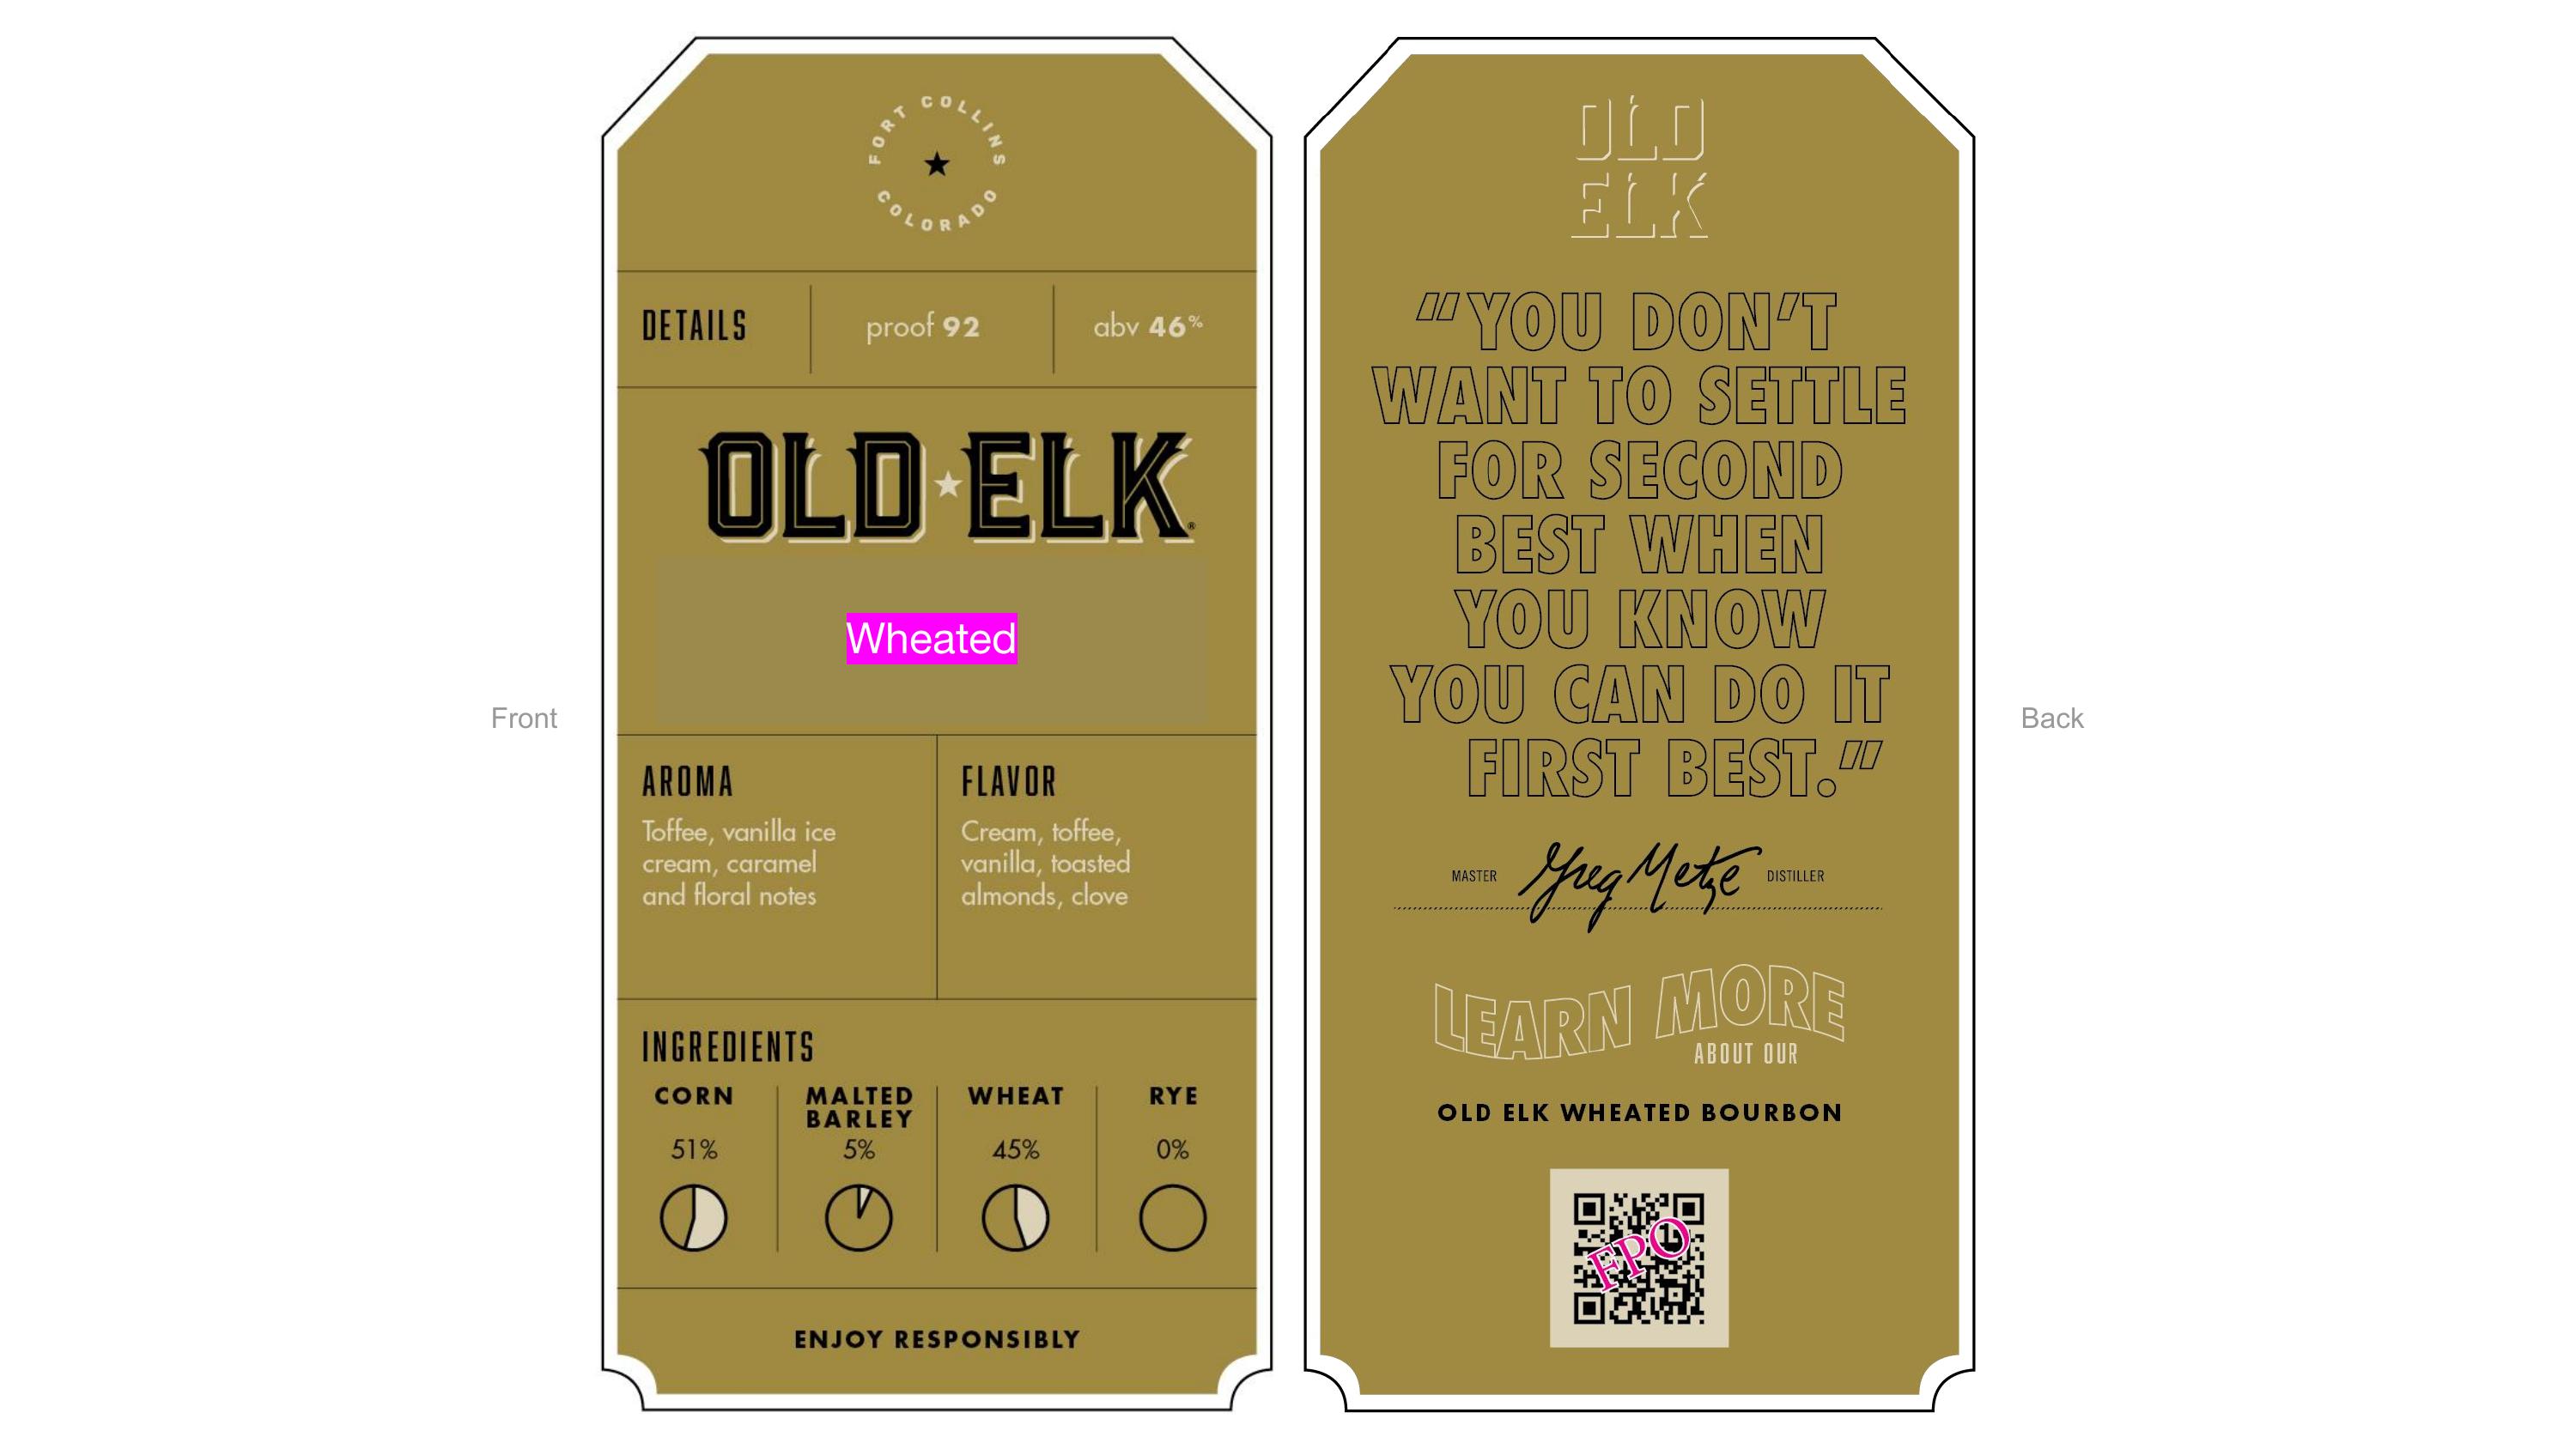 Front
FORT COLLINS
COLORADO
DETAILS
proof 92
abv 46%
OLD ELK®
Wheated
AROMA
Toffee, vanilla ice
cream, caramel
and floral notes
FLAVOR
Cream, toffee,
vanilla, toasted
almonds, clove
INGREDIENTS
CORN
51%
MALTED
BARLEY
5%
WHEAT
45%
RYE
0%
ENJOY RESPONSIBLY
OLD
ELK
“YOU DON’T
WANT TO SETTLE
FOR SECOND
BEST WHEN
YOU KNOW
YOU CAN DO IT
FIRST BEST.”
MASTER Greg Metze DISTILLER
LEARN MORE
ABOUT OUR
OLD ELK WHEATED BOURBON
FPO
Back